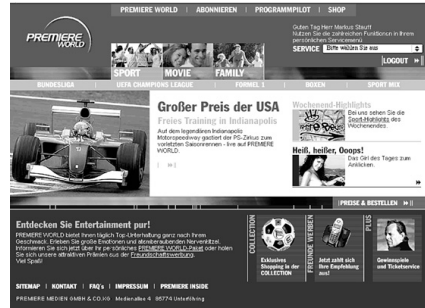 PREMIERE WORLD | ABONNIEREN | PROGRAMMPILOT | SHOP
PREMIERE
WORLD
Guten Tag Herr Markus Stauff
Nutzen Sie die zahlreichen Funktionen in Ihrem
persönlichen Servicemenü
SERVICE Bitte wählen Sie aus
LOGOUT
SPORT MOVIE FAMILY
BUNDESLIGA UEFA CHAMPIONS LEAGUE FORMEL 1 BOXEN SPORT MIX
Großer Preis der USA
Freies Training in Indianapolis
Auf dem legendären Indianapolis
Motorspeedway gastiert der PS-Zirkus zum
vorletzten Saisonrennen - live auf PREMIERE
WORLD.
Wochenend-Highlights
Bei uns sehen Sie die
Sport-Highlights des
Wochenendes.
Heiß, heißer, Oops!
Das Girl des Tages zum
Anklicken.
PREISE & BESTELLEN
Entdecken Sie Entertainment pur!
PREMIERE WORLD bietet Ihnen täglich Top-Unterhaltung ganz nach Ihrem
Geschmack. Erleben Sie große Emotionen und atemberaubenden Nervenkitzel.
Informieren Sie sich jetzt über Ihr persönliches PREMIERE WORLD-Paket oder holen
Sie sich unsere attraktiven Prämien aus der Freundschaftswerbung.
Viel Spaß!
COLLECTION
Exklusives
Shopping in der
COLLECTION
FREUNDE WERBEN
Jetzt zahlt sich
Ihre Empfehlung
aus!
PLUS
Gewinnspiele
und Ticketservice
SITEMAP | KONTAKT | FAQ's | IMPRESSUM | PREMIERE INSIDE
PREMIERE MEDIEN GMBH & CO.KG Medienallee 4 85774 Unterföhring